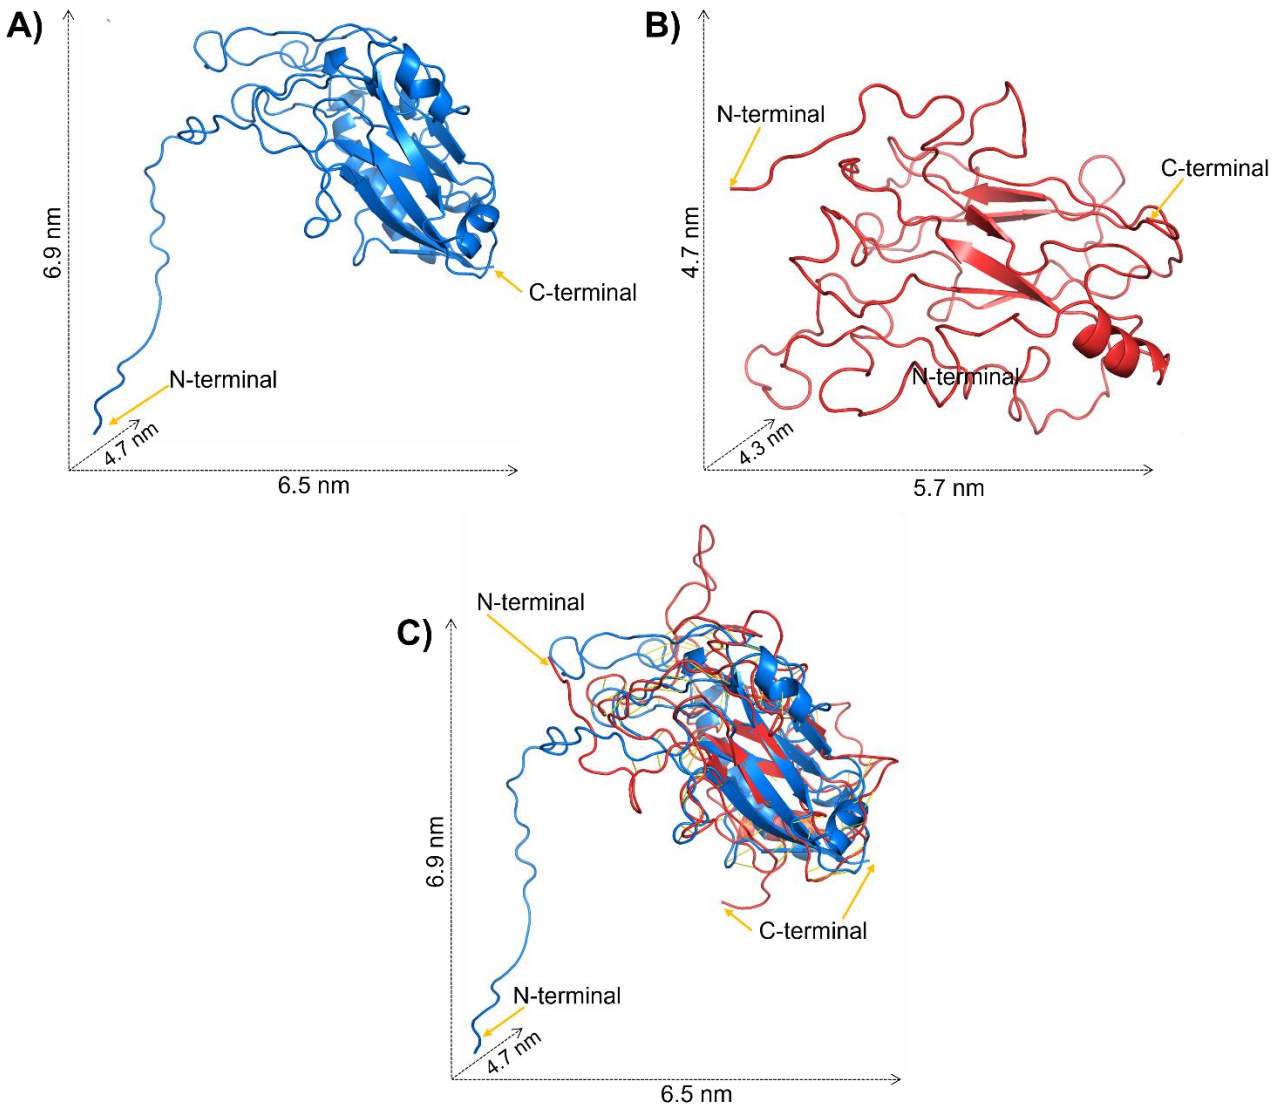 A)
6.9 nm
C-terminal
N-terminal
4.7 nm
6.5 nm
B)
N-terminal
C-terminal
4.7 nm
N-terminal
4.3 nm
5.7 nm
C)
N-terminal
6.9 nm
C-terminal
N-terminal
4.7 nm
6.5 nm